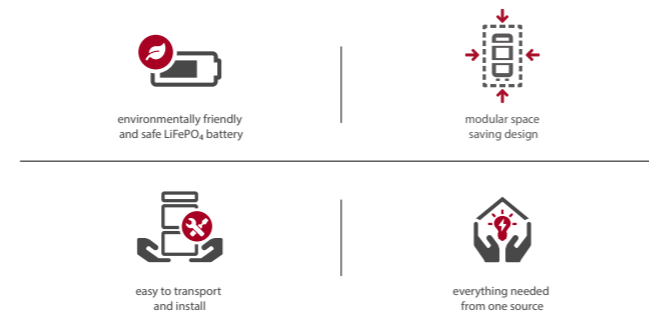 environmentally friendly
and safe LiFePO₄ battery
modular space
saving design
easy to transport
and install
everything needed
from one source